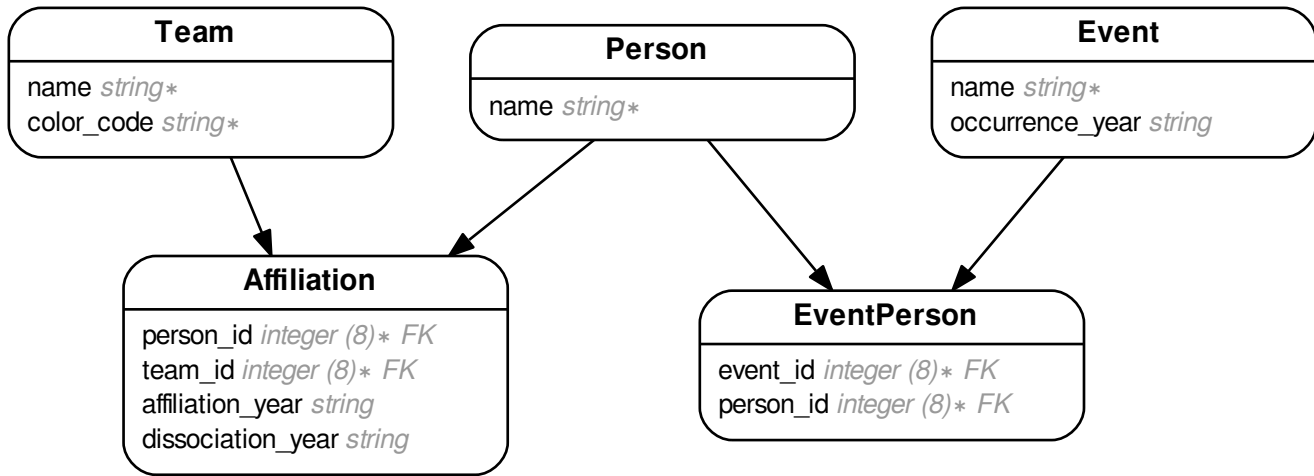 Team
name string*
color_code string*
Person
name string*
Event
name string*
occurrence_year string
Affiliation
person_id integer (8)* FK
team_id integer (8)* FK
affiliation_year string
dissociation_year string
EventPerson
event_id integer (8)* FK
person_id integer (8)* FK